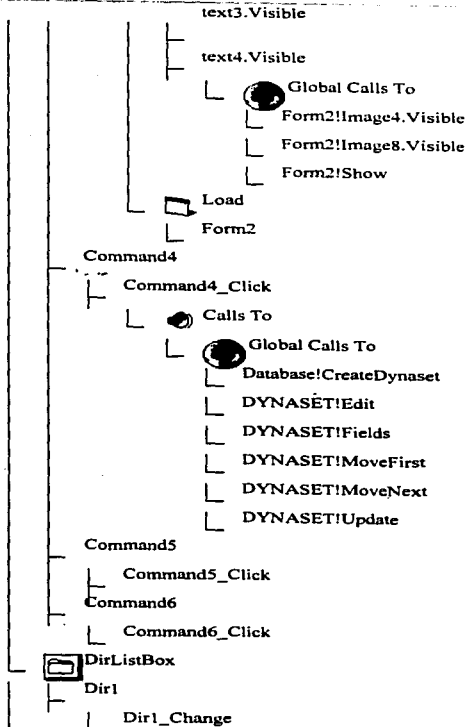 text3.Visible
text4.Visible
Global Calls To
Form2!Image4.Visible
Form2!Image8.Visible
Form2!Show
Load
Form2
Command4
Command4_Click
Calls To
Global Calls To
Database!CreateDynaset
DYNASET!Edit
DYNASET!Fields
DYNASET!MoveFirst
DYNASET!MoveNext
DYNASET!Update
Command5
Command5_Click
Command6
Command6_Click
DirListBox
Dir1
Dir1_Change